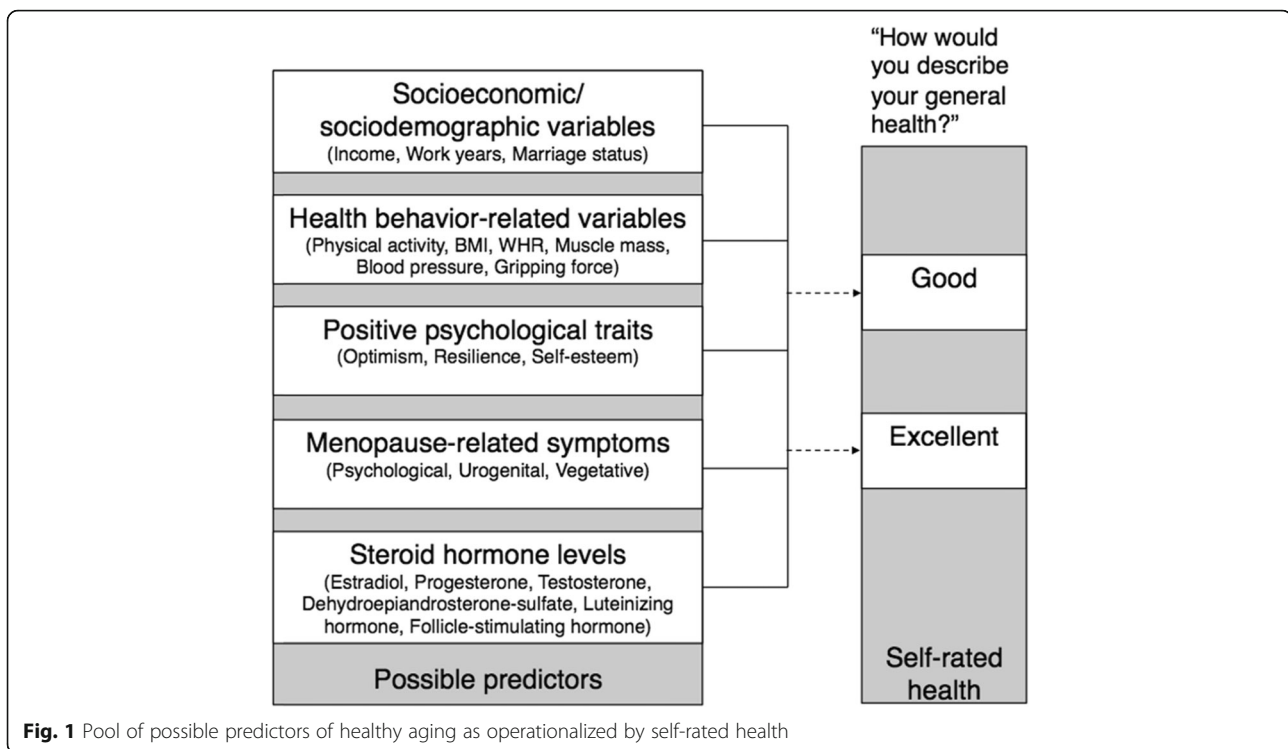 Socioeconomic/
sociodemographic variables
(Income, Work years, Marriage status)
Health behavior-related variables
(Physical activity, BMI, WHR, Muscle mass,
Blood pressure, Gripping force)
Positive psychological traits
(Optimism, Resilience, Self-esteem)
Menopause-related symptoms
(Psychological, Urogenital, Vegetative)
Steroid hormone levels
(Estradiol, Progesterone, Testosterone,
Dehydroepiandrosterone-sulfate, Luteinizing
hormone, Follicle-stimulating hormone)
Possible predictors
“How would
you describe
your general
health?”
Good
Excellent
Self-rated
health
Fig. 1 Pool of possible predictors of healthy aging as operationalized by self-rated health